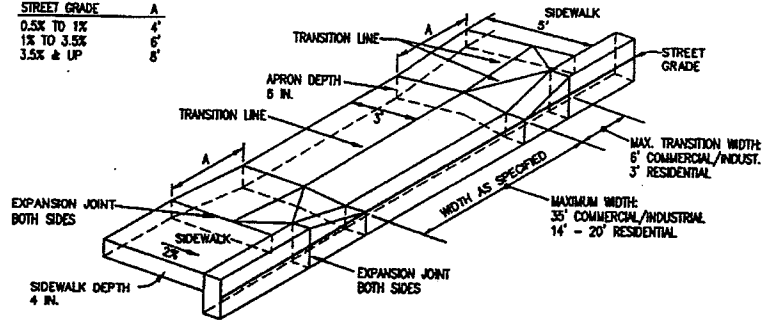 STREET GRADE A
0.5% TO 1% 4'
1% TO 3.5% 6'
3.5% & UP 8'
SIDEWALK
5'
A
TRANSITION LINE
STREET
GRADE
APRON DEPTH
6 IN.
3'
TRANSITION LINE
A
MAX. TRANSITION WIDTH:
6' COMMERCIAL/INDUST.
3' RESIDENTIAL
WIDTH AS SPECIFIED
EXPANSION JOINT
BOTH SIDES
MAXIMUM WIDTH:
35' COMMERCIAL/INDUSTRIAL
14' - 20' RESIDENTIAL
SIDEWALK
2%
EXPANSION JOINT
BOTH SIDES
SIDEWALK DEPTH
4 IN.